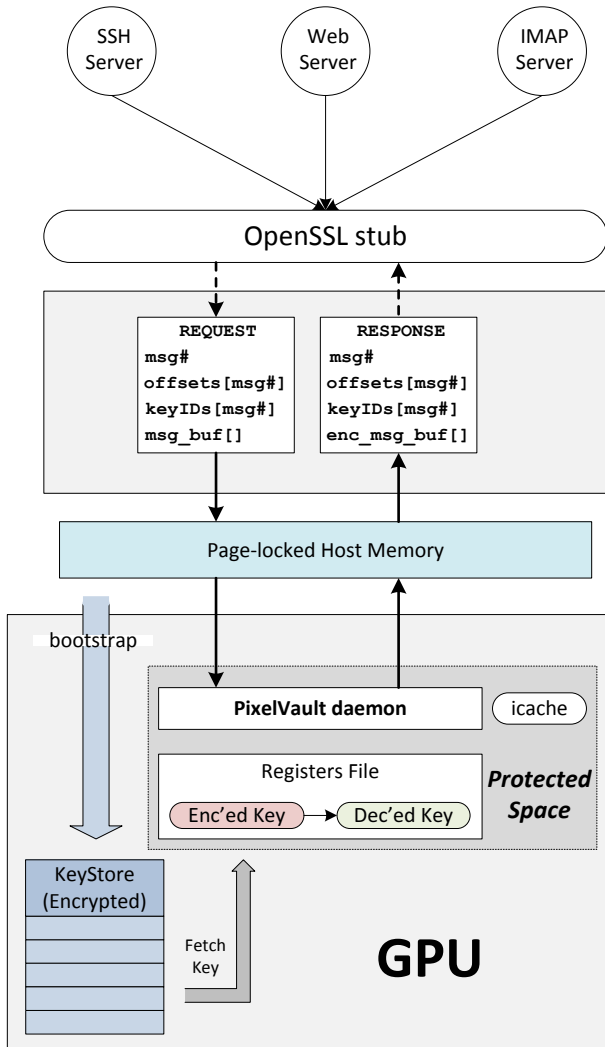 SSH
Server
Web
Server
IMAP
Server
OpenSSL stub
REQUEST
msg#
offsets[msg#]
keyIDs[msg#]
msg_buf[]
RESPONSE
msg#
offsets[msg#]
keyIDs[msg#]
enc_msg_buf[]
Page-locked Host Memory
bootstrap
PixelVault daemon
icache
Registers File
Enc'ed Key
Dec'ed Key
Protected
Space
KeyStore
(Encrypted)
Fetch
Key
GPU